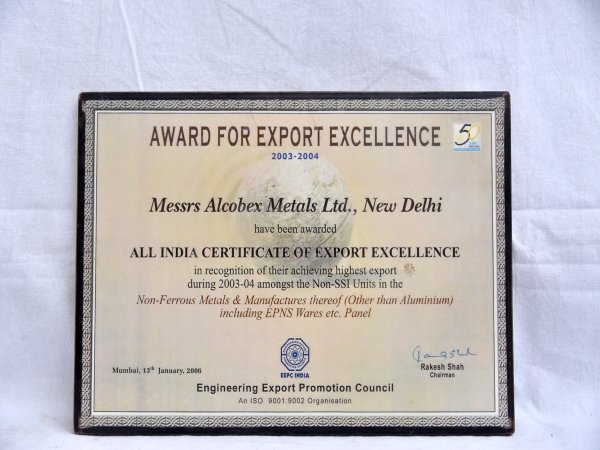 AWARD FOR EXPORT EXCELLENCE
50
2003-2004
Messrs Alcobex Metals Ltd., New Delhi
have been awarded
ALL INDIA CERTIFICATE OF EXPORT EXCELLENCE
in recognition of their achieving highest export
during 2003-04 amongst the Non-SSI Units in the
Non-Ferrous Metals & Manufactures thereof (Other than Aluminium)
including EPNS Wares etc. Panel
EEPC INDIA
Mumbai, 13th January, 2006
Rakesh Shah
Chairman
Engineering Export Promotion Council
An ISO 9001:9002 Organisation